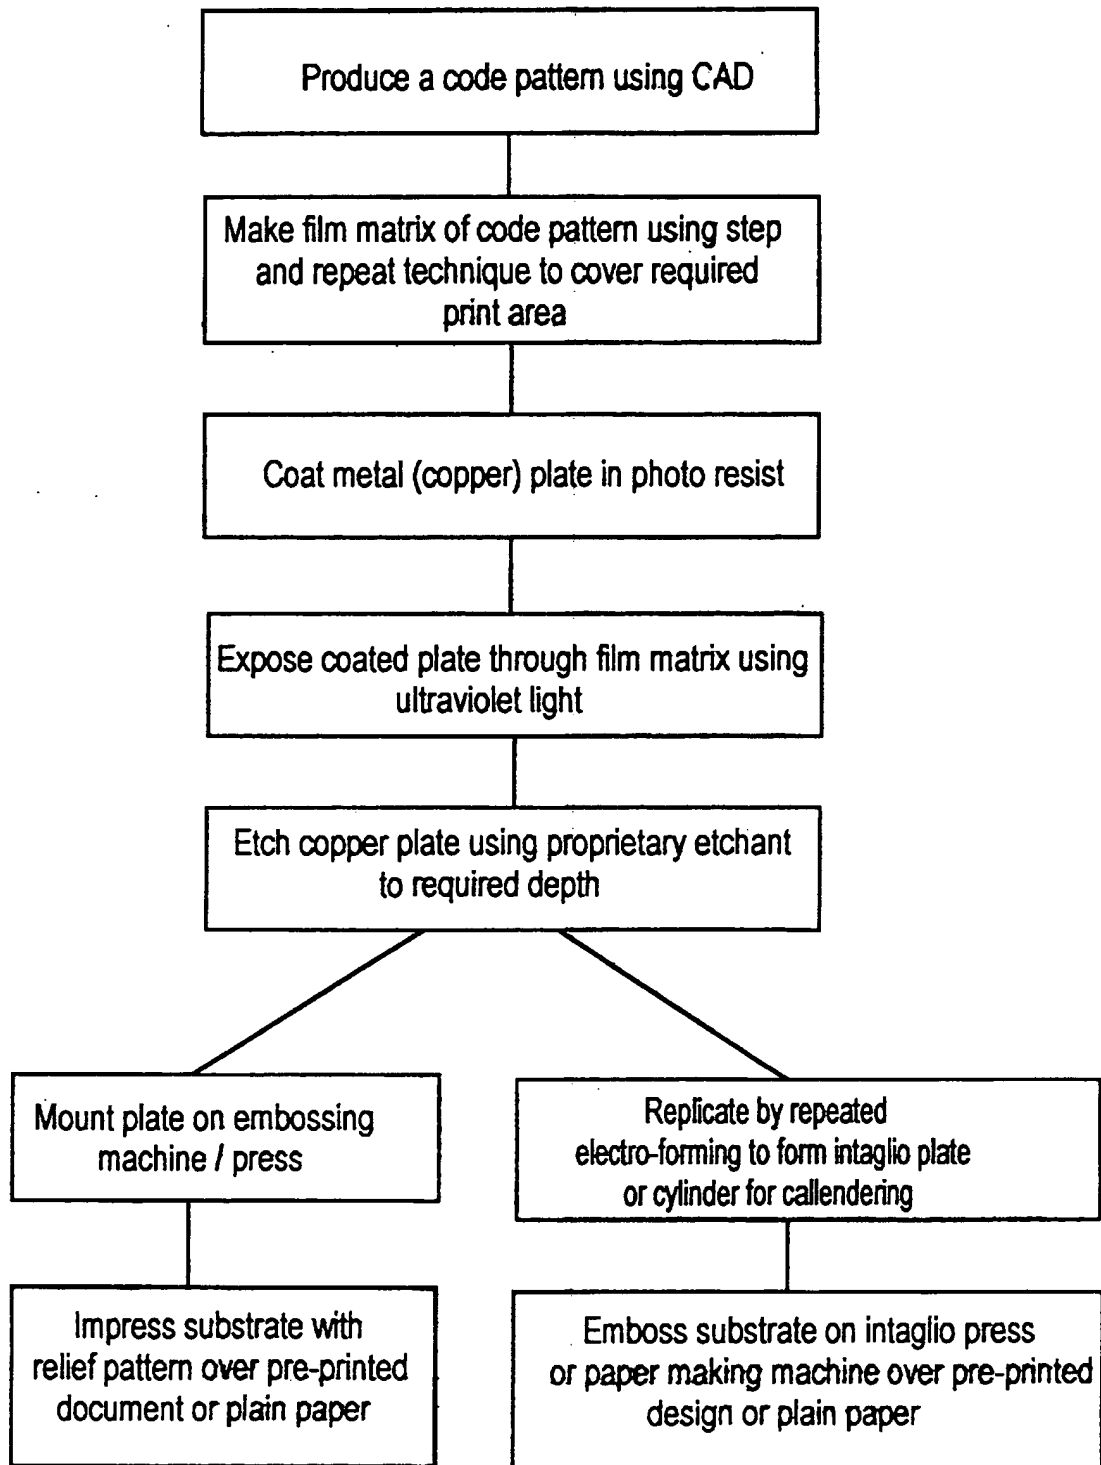 Produce a code pattern using CAD
Make film matrix of code pattern using step
and repeat technique to cover required
print area
Coat metal (copper) plate in photo resist
Expose coated plate through film matrix using
ultraviolet light
Etch copper plate using proprietary etchant
to required depth
Mount plate on embossing
machine / press
Replicate by repeated
electro-forming to form intaglio plate
or cylinder for callendering
Impress substrate with
relief pattern over pre-printed
document or plain paper
Emboss substrate on intaglio press
or paper making machine over pre-printed
design or plain paper